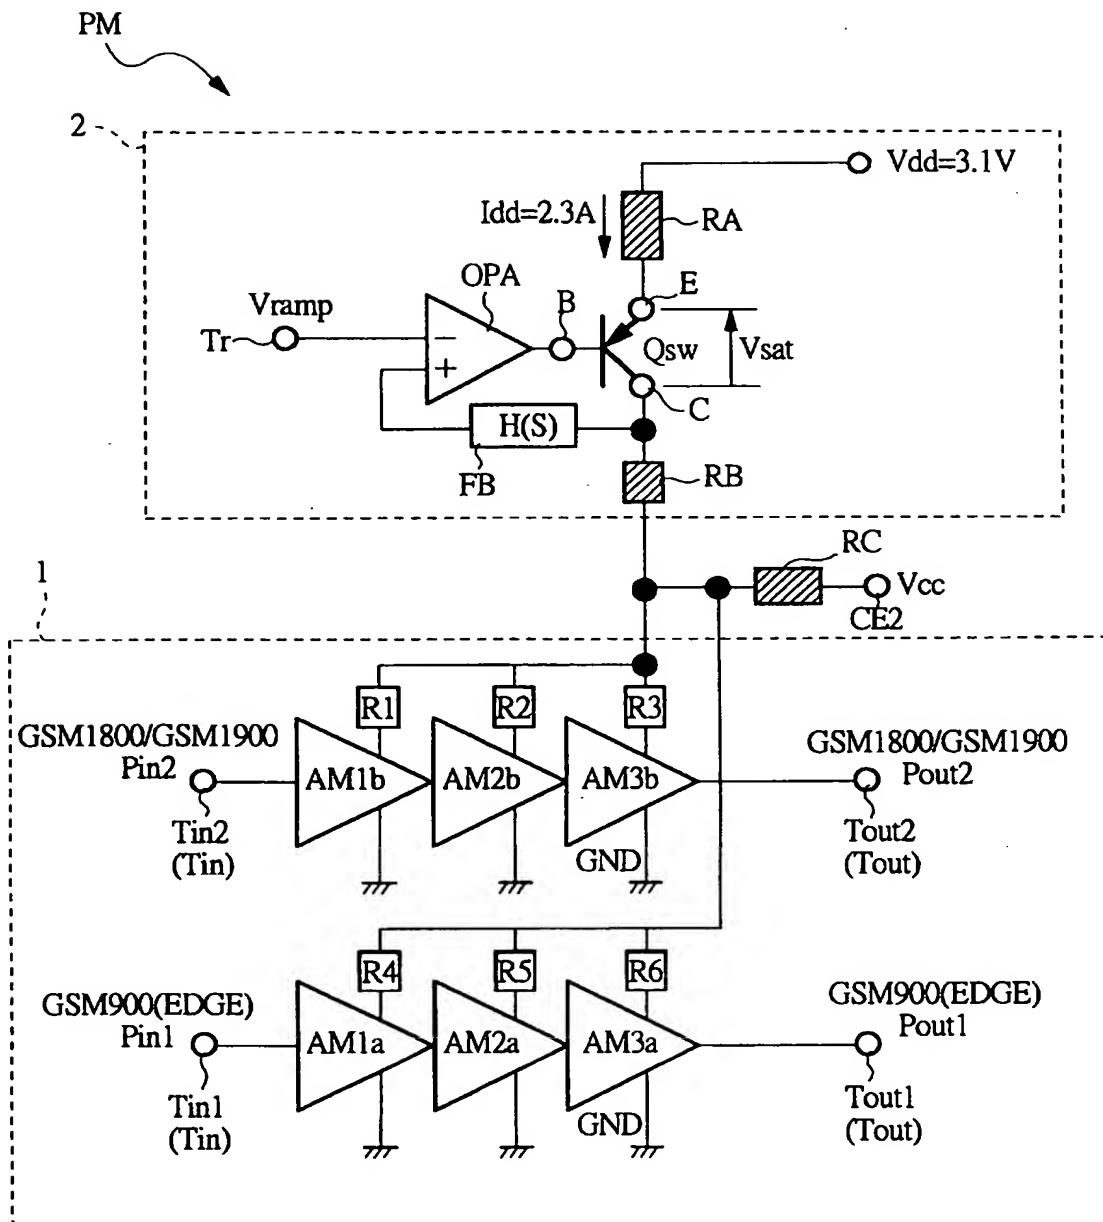 PM
2
Vdd=3.1V
Idd=2.3A
RA
OPA
E
Vramp
B
Tr
−
+
Qsw
Vsat
C
H(S)
FB
RB
RC
1
Vcc
CE2
R1
R2
R3
GSM1800/GSM1900
Pin2
GSM1800/GSM1900
Pout2
AM1b
AM2b
AM3b
Tin2
(Tin)
Tout2
(Tout)
GND
R4
R5
R6
GSM900(EDGE)
Pin1
GSM900(EDGE)
Pout1
AM1a
AM2a
AM3a
Tin1
(Tin)
Tout1
(Tout)
GND